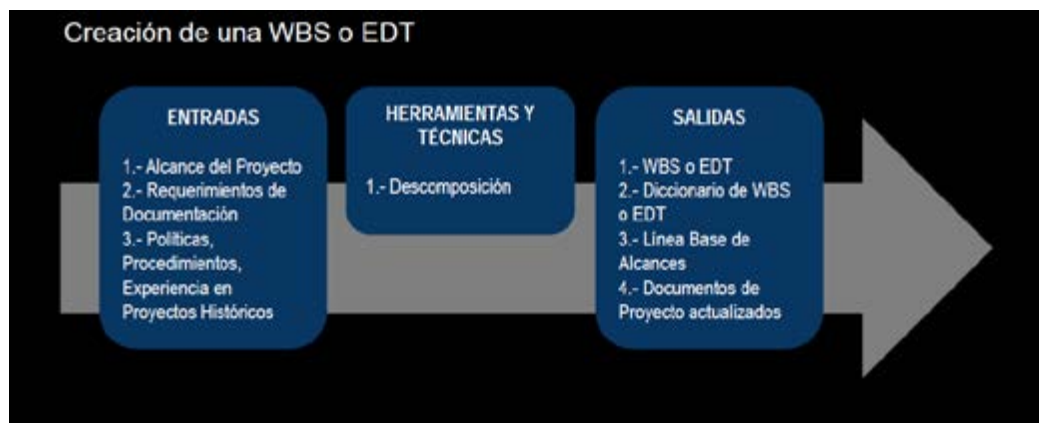 Creación de una WBS o EDT
ENTRADAS
1.- Alcance del Proyecto
2.- Requerimientos de
Documentación
3.- Políticas,
Procedimientos,
Experiencia en
Proyectos Históricos
HERRAMIENTAS Y
TÉCNICAS
1.- Descomposición
SALIDAS
1.- WBS o EDT
2.- Diccionario de WBS
o EDT
3.- Línea Base de
Alcances
4.- Documentos de
Proyecto actualizados